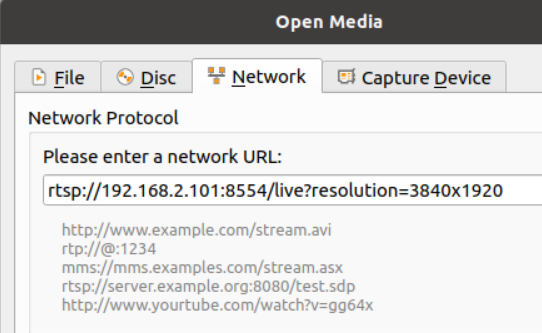 Open Media
File Disc Network Capture Device
Network Protocol
Please enter a network URL:
rtsp://192.168.2.101:8554/live?resolution=3840x1920
http://www.example.com/stream.avi
rtp://@:1234
mms://mms.examples.com/stream.asx
rtsp://server.example.org:8080/test.sdp
http://www.yourtube.com/watch?v=gg64x